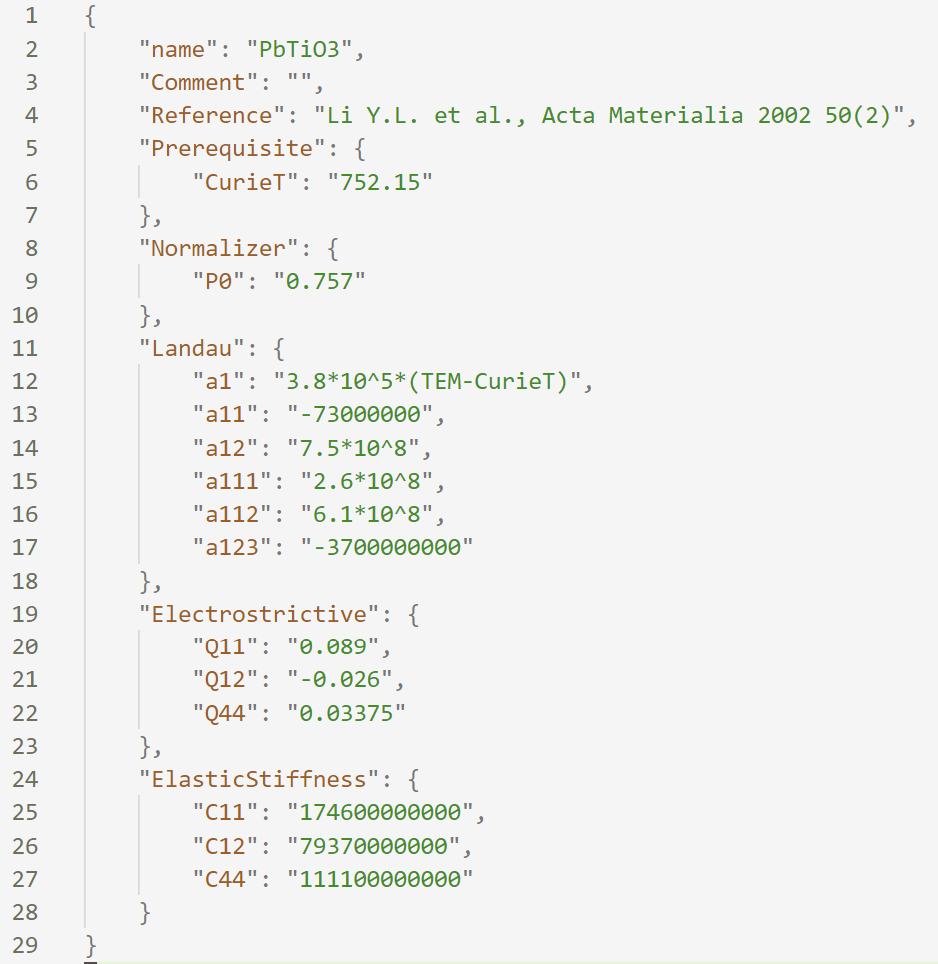 1 {
2 "name": "PbTiO3",
3 "Comment": "",
4 "Reference": "Li Y.L. et al., Acta Materialia 2002 50(2)",
5 "Prerequisite": {
6 "CurieT": "752.15"
7 },
8 "Normalizer": {
9 "P0": "0.757"
10 },
11 "Landau": {
12 "a1": "3.8*10^5*(TEM-CurieT)",
13 "a11": "-73000000",
14 "a12": "7.5*10^8",
15 "a111": "2.6*10^8",
16 "a112": "6.1*10^8",
17 "a123": "-3700000000"
18 },
19 "Electrostrictive": {
20 "Q11": "0.089",
21 "Q12": "-0.026",
22 "Q44": "0.03375"
23 },
24 "ElasticStiffness": {
25 "C11": "174600000000",
26 "C12": "79370000000",
27 "C44": "111100000000"
28 }
29 }